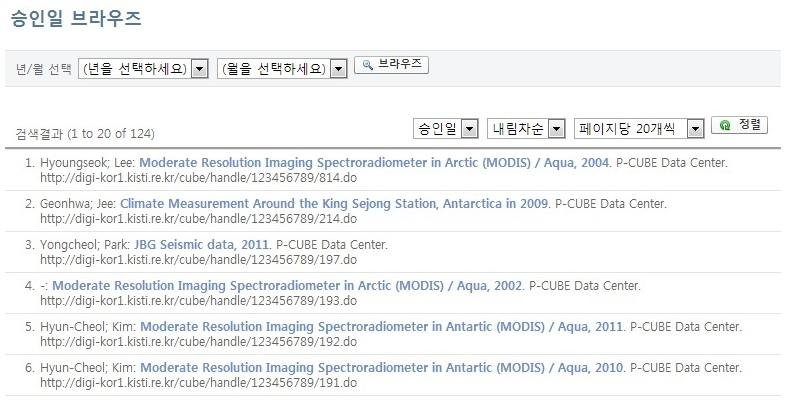 승인일 브라우즈
년/월 선택 (년을 선택하세요) (월을 선택하세요) 브라우즈
검색결과 (1 to 20 of 124) 승인일 내림차순 페이지당 20개씩 정렬
1. Hyoungseok; Lee: Moderate Resolution Imaging Spectroradiometer in Arctic (MODIS) / Aqua, 2004. P-CUBE Data Center.
http://digi-kor1.kisti.re.kr/cube/handle/123456789/814.do
2. Geonhwa; Jee: Climate Measurement Around the King Sejong Station, Antarctica in 2009. P-CUBE Data Center.
http://digi-kor1.kisti.re.kr/cube/handle/123456789/214.do
3. Yongcheol; Park: JBG Seismic data, 2011. P-CUBE Data Center.
http://digi-kor1.kisti.re.kr/cube/handle/123456789/197.do
4. -: Moderate Resolution Imaging Spectroradiometer in Arctic (MODIS) / Aqua, 2002. P-CUBE Data Center.
http://digi-kor1.kisti.re.kr/cube/handle/123456789/193.do
5. Hyun-Cheol; Kim: Moderate Resolution Imaging Spectroradiometer in Antartic (MODIS) / Aqua, 2011. P-CUBE Data Center.
http://digi-kor1.kisti.re.kr/cube/handle/123456789/192.do
6. Hyun-Cheol; Kim: Moderate Resolution Imaging Spectroradiometer in Antartic (MODIS) / Aqua, 2010. P-CUBE Data Center.
http://digi-kor1.kisti.re.kr/cube/handle/123456789/191.do